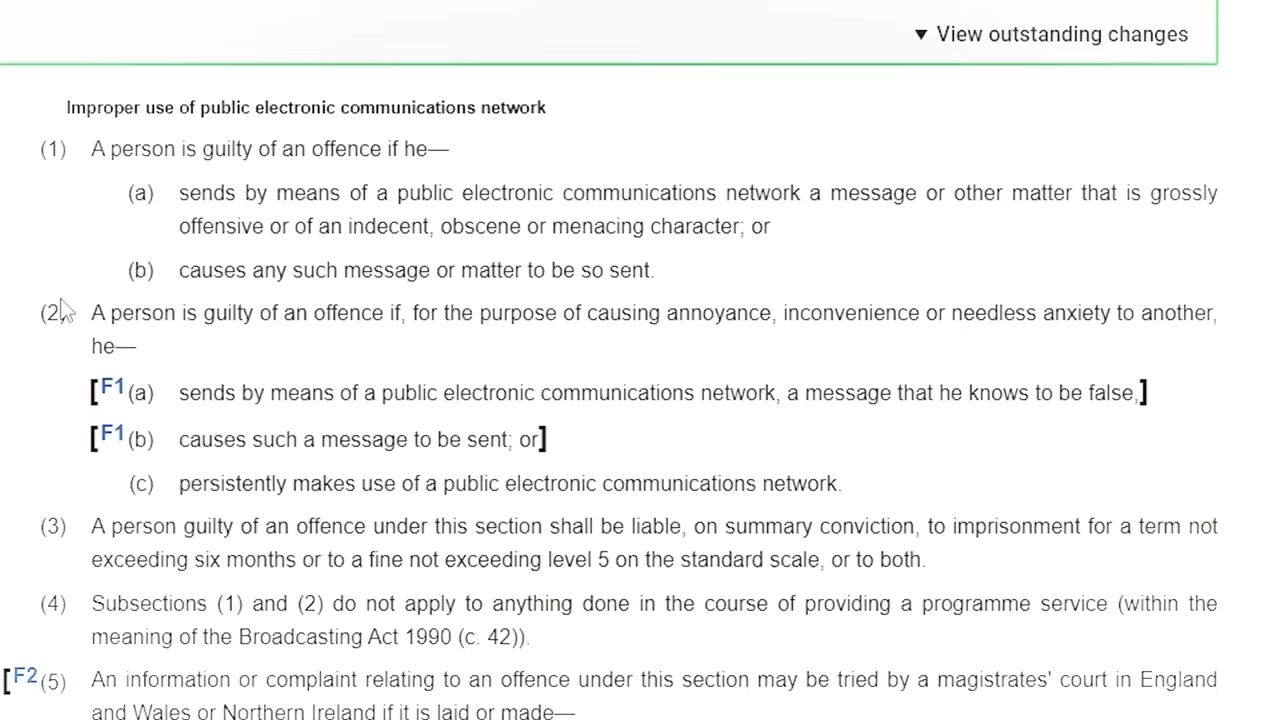 ▼ View outstanding changes
Improper use of public electronic communications network
(1) A person is guilty of an offence if he—
(a) sends by means of a public electronic communications network a message or other matter that is grossly
offensive or of an indecent, obscene or menacing character; or
(b) causes any such message or matter to be so sent.
(2) A person is guilty of an offence if, for the purpose of causing annoyance, inconvenience or needless anxiety to another,
he—
[F1(a) sends by means of a public electronic communications network, a message that he knows to be false,]
[F1(b) causes such a message to be sent; or]
(c) persistently makes use of a public electronic communications network.
(3) A person guilty of an offence under this section shall be liable, on summary conviction, to imprisonment for a term not
exceeding six months or to a fine not exceeding level 5 on the standard scale, or to both.
(4) Subsections (1) and (2) do not apply to anything done in the course of providing a programme service (within the
meaning of the Broadcasting Act 1990 (c. 42)).
[F2(5) An information or complaint relating to an offence under this section may be tried by a magistrates' court in England
and Wales or Northern Ireland if it is laid or made—